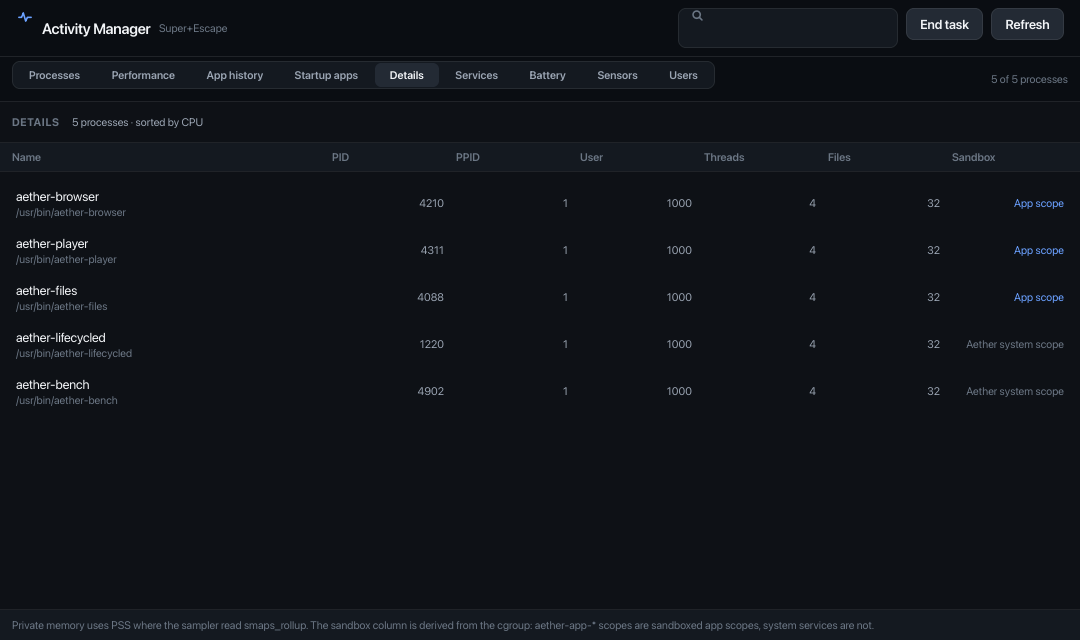 Activity Manager Super+Escape End task Refresh
Processes Performance App history Startup apps Details Services Battery Sensors Users 5 of 5 processes
DETAILS 5 processes · sorted by CPU
Name PID PPID User Threads Files Sandbox
aether-browser
/usr/bin/aether-browser
4210 1 1000 4 32 App scope
aether-player
/usr/bin/aether-player
4311 1 1000 4 32 App scope
aether-files
/usr/bin/aether-files
4088 1 1000 4 32 App scope
aether-lifecycled
/usr/bin/aether-lifecycled
1220 1 1000 4 32 Aether system scope
aether-bench
/usr/bin/aether-bench
4902 1 1000 4 32 Aether system scope
Private memory uses PSS where the sampler read smaps_rollup. The sandbox column is derived from the cgroup: aether-app-* scopes are sandboxed app scopes, system services are not.